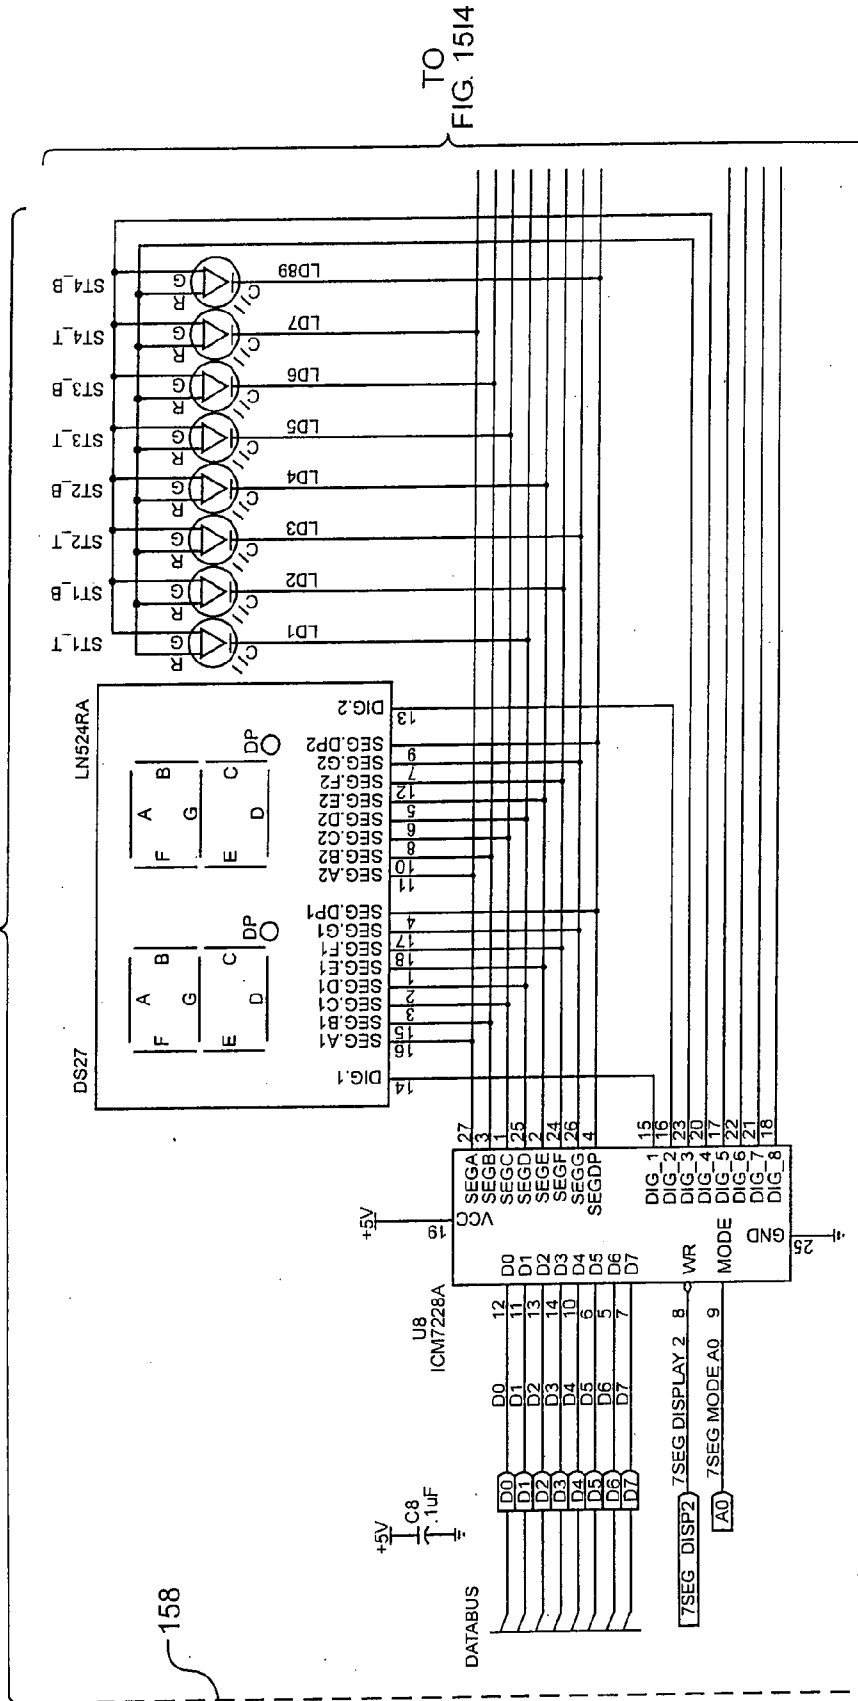 TO
FIG. 15I4
158
DS27
LN524RA
A
F
B
G
E
C
D
DP
A
F
B
G
E
C
D
DP
DIG.1
SEG.A1
SEG.B1
SEG.C1
SEG.D1
SEG.E1
SEG.F1
SEG.G1
SEG.DP1
SEG.A2
SEG.B2
SEG.C2
SEG.D2
SEG.E2
SEG.F2
SEG.G2
SEG.DP2
DIG.2
14
16
15
3
2
1
18
17
4
11
10
8
6
5
12
7
9
13
ST1_T
ST1_B
ST2_T
ST2_B
ST3_T
ST3_B
ST4_T
ST4_B
R G C
R G C
R G C
R G C
R G C
R G C
R G C
R G C
LD1
LD2
LD3
LD4
LD5
LD6
LD7
LD89
+5V
C8
.1uF
U8
ICM7228A
+5V
19
VCC
DATABUS
D0 D0 12 D0
D1 D1 11 D1
D2 D2 13 D2
D3 D3 14 D3
D4 D4 10 D4
D5 D5 6 D5
D6 D6 5 D6
D7 D7 7 D7
7SEG DISP2 7SEG DISPLAY 2 8 WR
A0 7SEG MODE A0 9 MODE
SEGA 27
SEGB 3
SEGC 1
SEGD 25
SEGE 2
SEGF 24
SEGG 26
SEGDP 4
DIG_1 15
DIG_2 16
DIG_3 23
DIG_4 20
DIG_5 17
DIG_6 22
DIG_7 21
DIG_8 18
GND
25